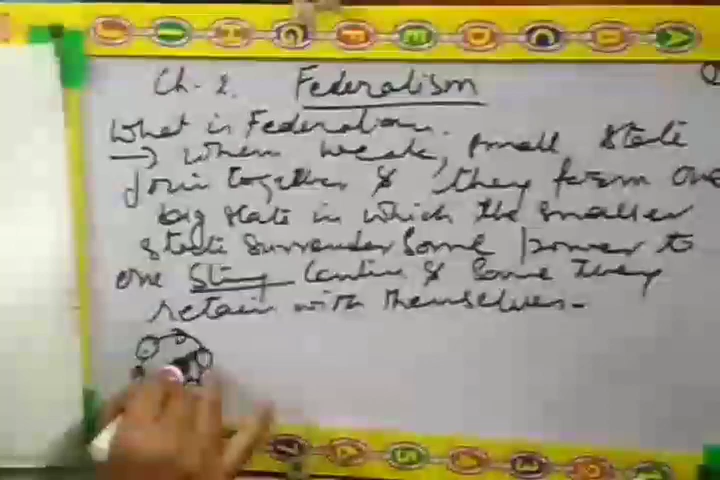 J I H G F E D C B A
Ch-2. Federalism
What is Federalism.
→ When weak, small state
Join together & they form one
big state in which the smaller
state surrender some power to
one Strong Centre & some they
retain with themselves.